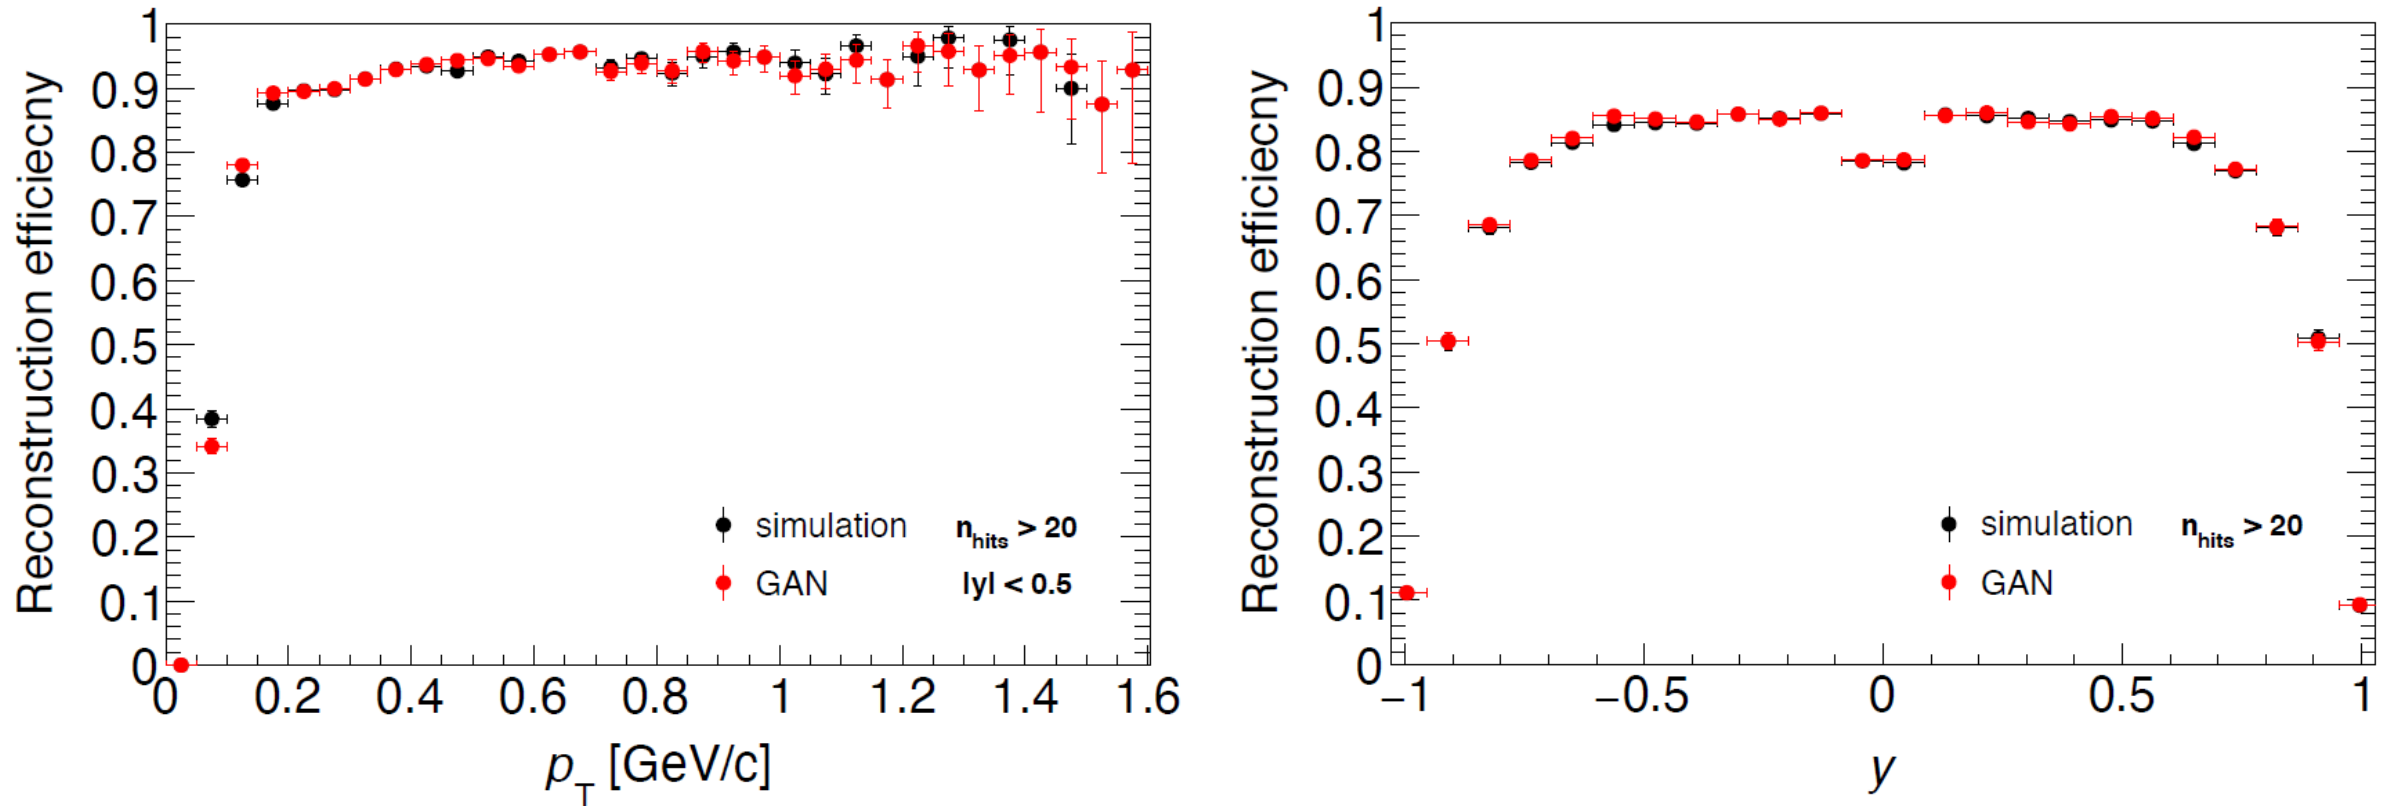 Reconstruction efficiecny
1
0.9
0.8
0.7
0.6
0.5
0.4
0.3
0.2
0.1
0
simulation n_hits > 20
GAN |y| < 0.5
0 0.2 0.4 0.6 0.8 1 1.2 1.4 1.6
p_T [GeV/c]
Reconstruction efficiecny
1
0.9
0.8
0.7
0.6
0.5
0.4
0.3
0.2
0.1
0
simulation n_hits > 20
GAN
−1 −0.5 0 0.5 1
y